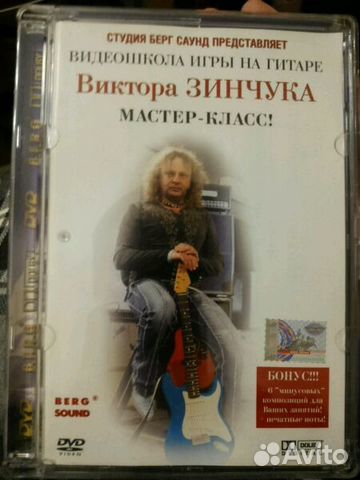 СТУДИЯ БЕРГ САУНД ПРЕДСТАВЛЯЕТ
ВИДЕОШКОЛА ИГРЫ НА ГИТАРЕ
Виктора ЗИНЧУКА
МАСТЕР-КЛАСС!
БОНУС!!!
6 "минусовых"
композиций для
Ваших занятий!
+ печатные ноты!
BERG®
SOUND
DVD
VIDEO
DOLBY
Avito